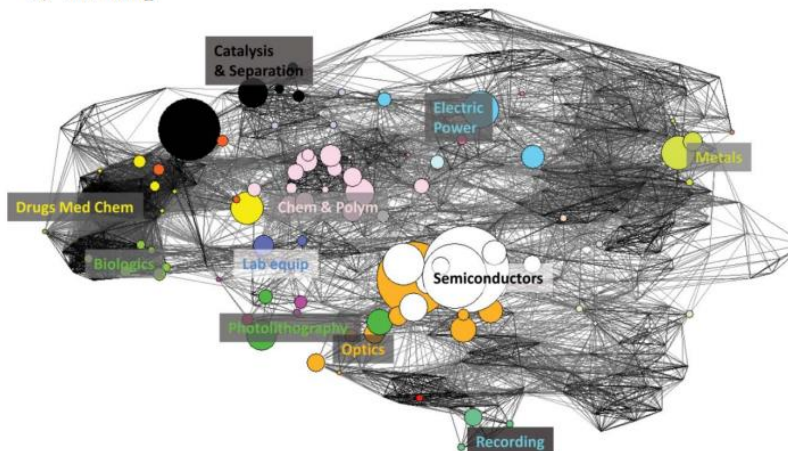 Catalysis
& Separation
Electric
Power
Metals
Drugs Med Chem
Chem & Polym
Biologics
Lab equip
Semiconductors
Photolithography
Optics
Recording